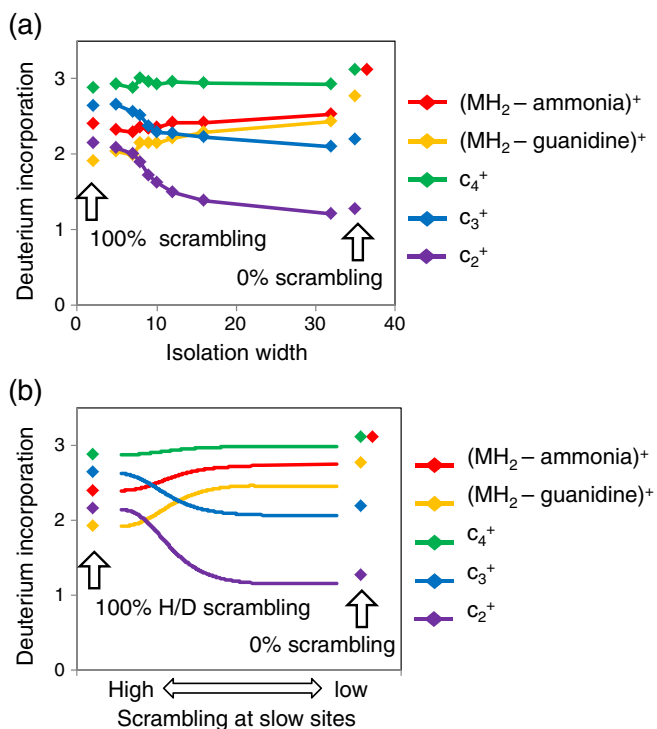 (a)
Deuterium incorporation
3
2
1
0
100% scrambling
0% scrambling
0 10 20 30 40
Isolation width
(MH₂ – ammonia)⁺
(MH₂ – guanidine)⁺
c₄⁺
c₃⁺
c₂⁺
(b)
Deuterium incorporation
3
2
1
0
100% H/D scrambling
0% scrambling
High low
Scrambling at slow sites
(MH₂ – ammonia)⁺
(MH₂ – guanidine)⁺
c₄⁺
c₃⁺
c₂⁺